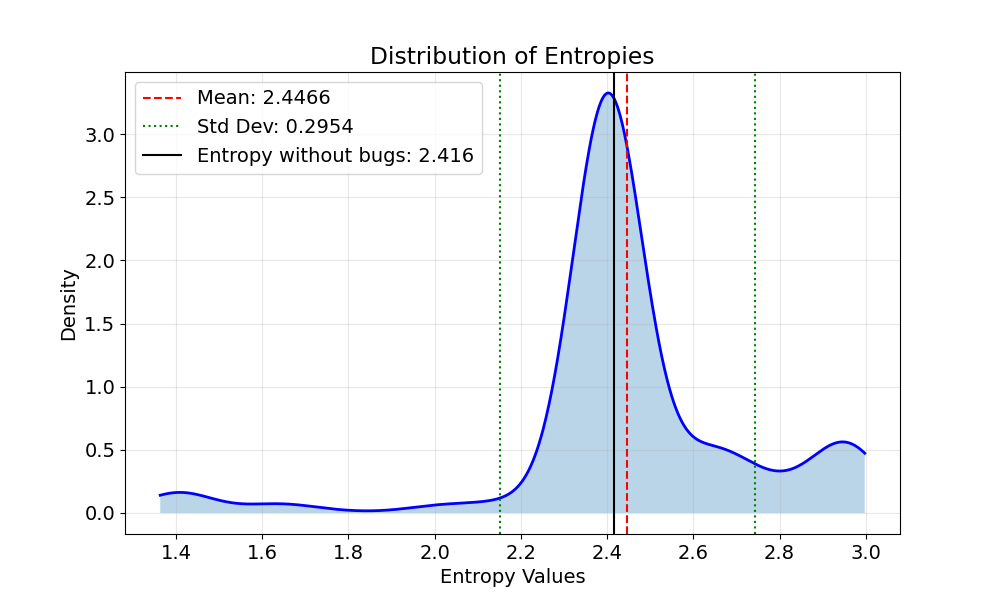 Distribution of Entropies
Mean: 2.4466
Std Dev: 0.2954
Entropy without bugs: 2.416
3.0
2.5
2.0
1.5
1.0
0.5
0.0
Density
1.4 1.6 1.8 2.0 2.2 2.4 2.6 2.8 3.0
Entropy Values